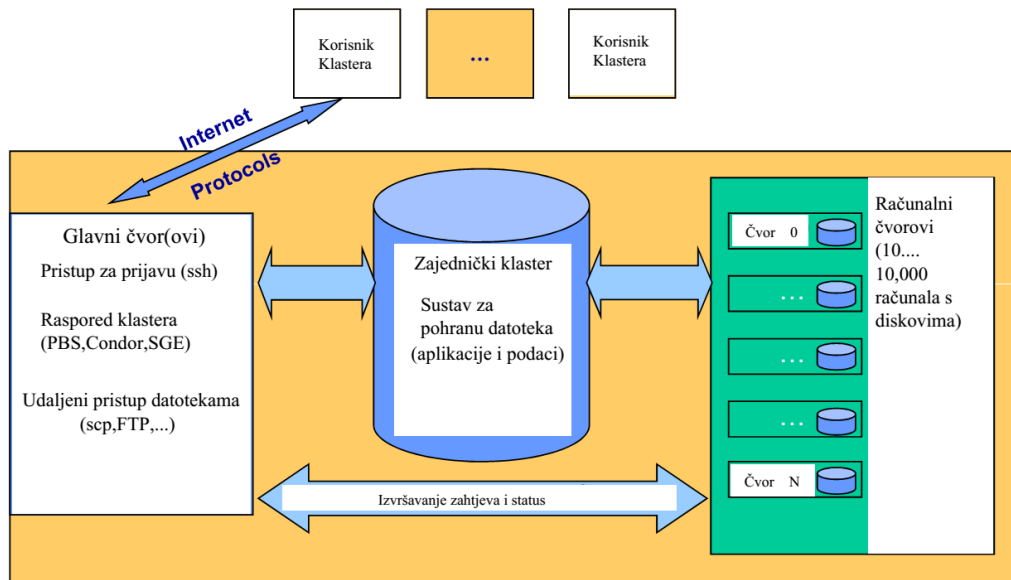 Korisnik
Klastera
...
Korisnik
Klastera
Internet
Protocols
Glavni čvor(ovi)
Pristup za prijavu (ssh)
Raspored klastera
(PBS,Condor,SGE)
Udaljeni pristup datotekama
(scp,FTP,...)
Zajednički klaster
Sustav za
pohranu datoteka
(aplikacije i podaci)
Čvor 0
...
...
...
Čvor N
Računalni
čvorovi
(10....
10,000
računala s
diskovima)
Izvršavanje zahtjeva i status